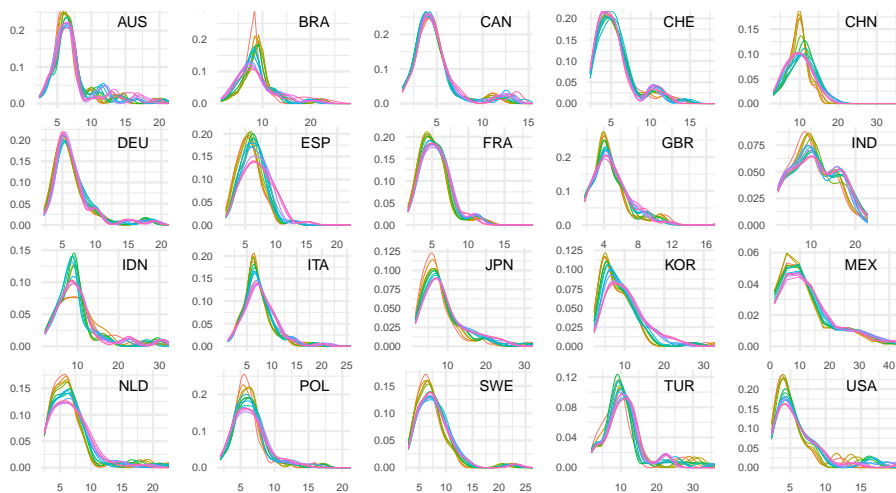 AUS
0.2
0.1
0.0
5 10 15 20
BRA
0.2
0.1
0.0
10 20
CAN
0.2
0.1
0.0
5 10 15
CHE
0.20
0.15
0.10
0.05
0.00
5 10 15
CHN
0.15
0.10
0.05
0.00
10 20 30
DEU
0.20
0.15
0.10
0.05
0.00
5 10 15 20
ESP
0.20
0.15
0.10
0.05
0.00
5 10 15 20
FRA
0.20
0.15
0.10
0.05
0.00
5 10 15
GBR
0.2
0.1
0.0
4 8 12 16
IND
0.075
0.050
0.025
0.000
10 20
IDN
0.15
0.10
0.05
0.00
10 20 30
ITA
0.20
0.15
0.10
0.05
0.00
5 10 15 20 25
JPN
0.125
0.100
0.075
0.050
0.025
0.000
10 20 30
KOR
0.125
0.100
0.075
0.050
0.025
0.000
10 20 30
MEX
0.06
0.04
0.02
0.00
0 10 20 30 40
NLD
0.15
0.10
0.05
0.00
5 10 15 20
POL
0.2
0.1
0.0
5 10 15 20
SWE
0.15
0.10
0.05
0.00
5 10 15 20 25
TUR
0.12
0.08
0.04
0.00
10 20 30
USA
0.20
0.15
0.10
0.05
0.00
5 10 15